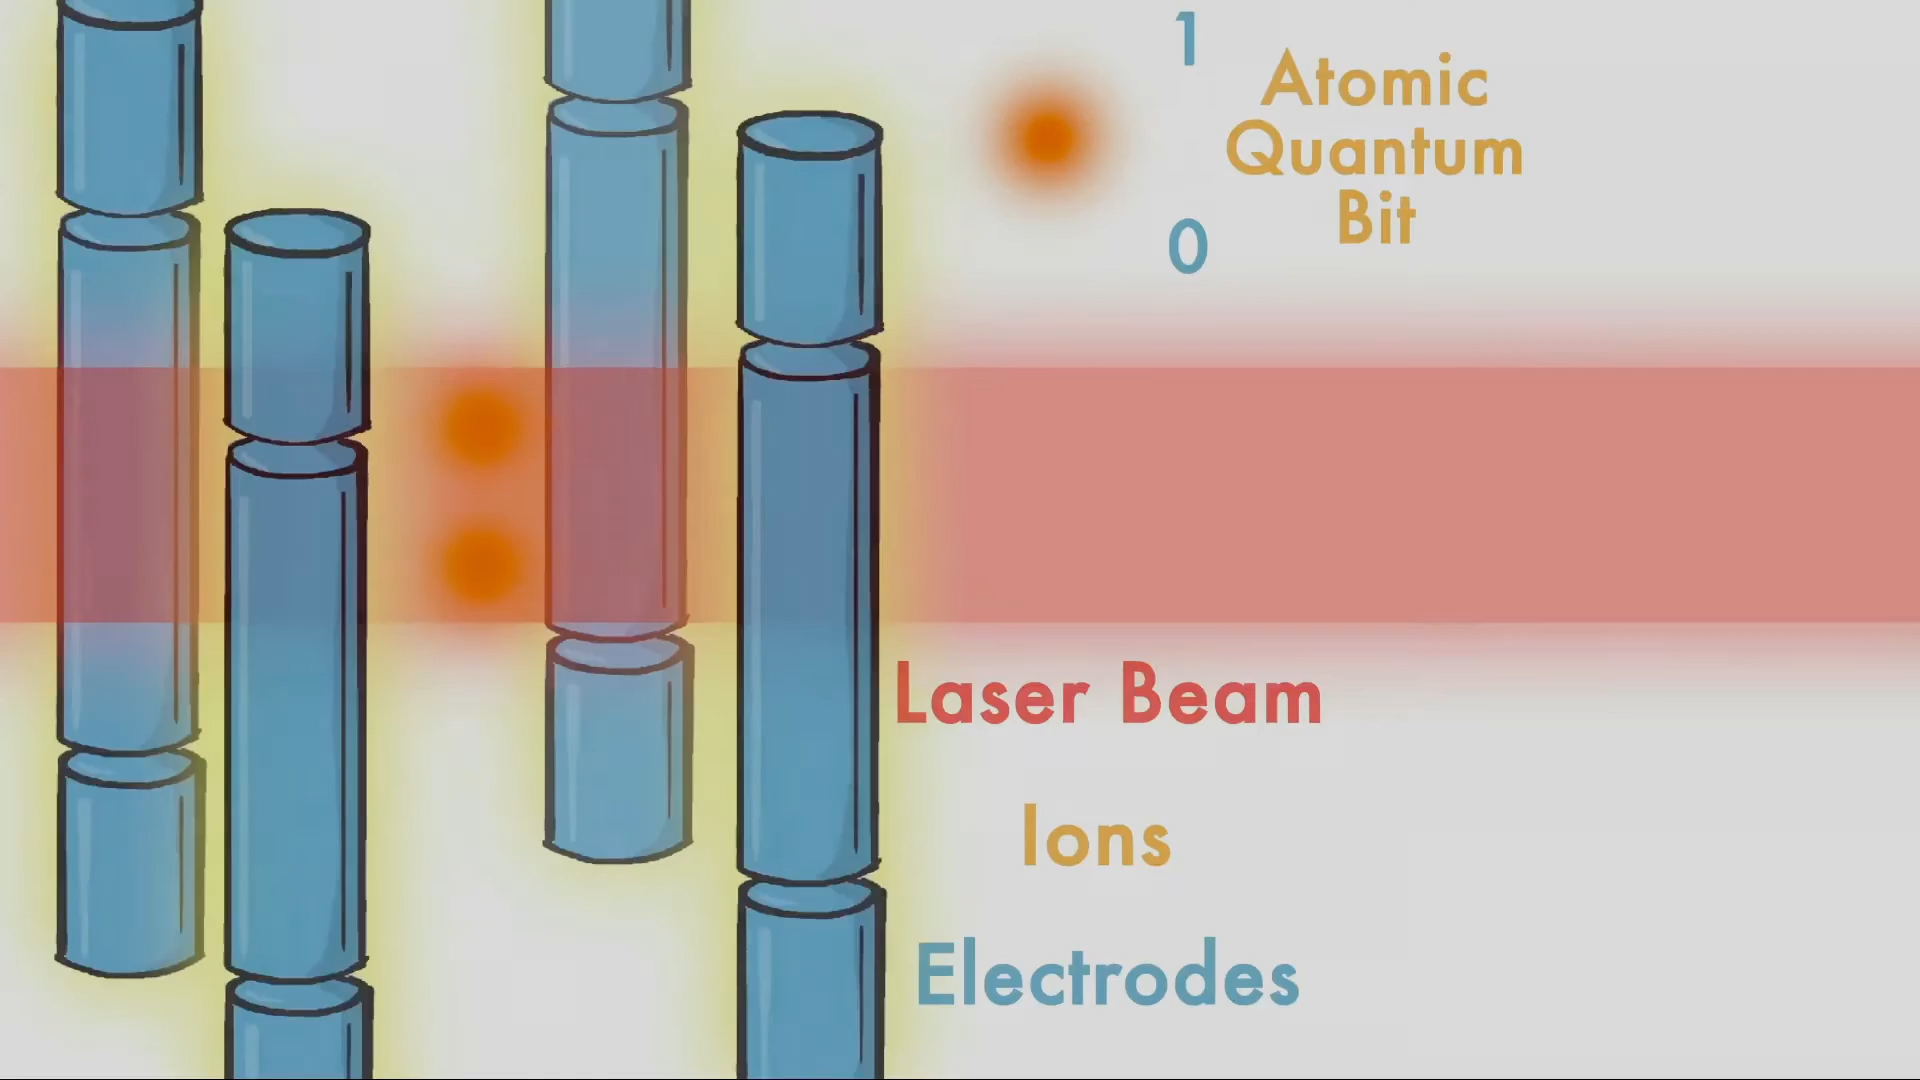 1
Atomic
Quantum
Bit
0
Laser Beam
Ions
Electrodes